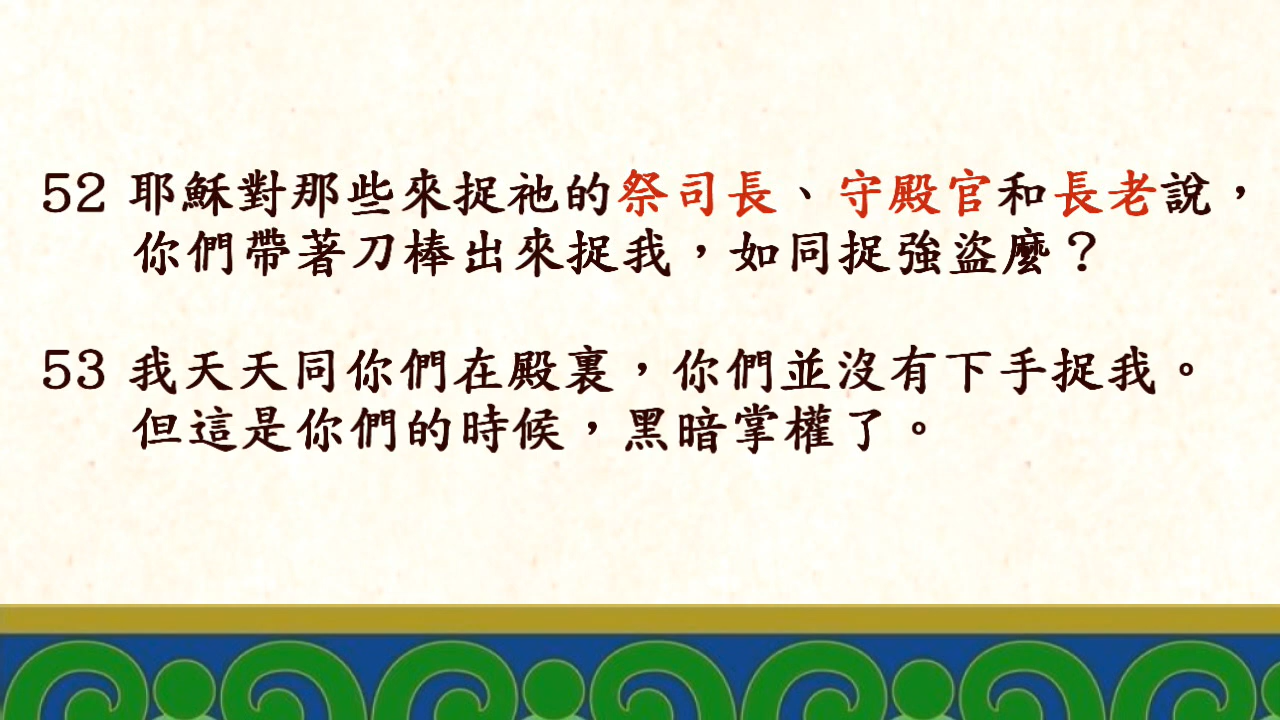 52 耶穌對那些來捉祂的祭司長、守殿官和長老說，
你們帶著刀棒出來捉我，如同捉強盜麼？
53 我天天同你們在殿裏，你們並沒有下手捉我。
但這是你們的時候，黑暗掌權了。